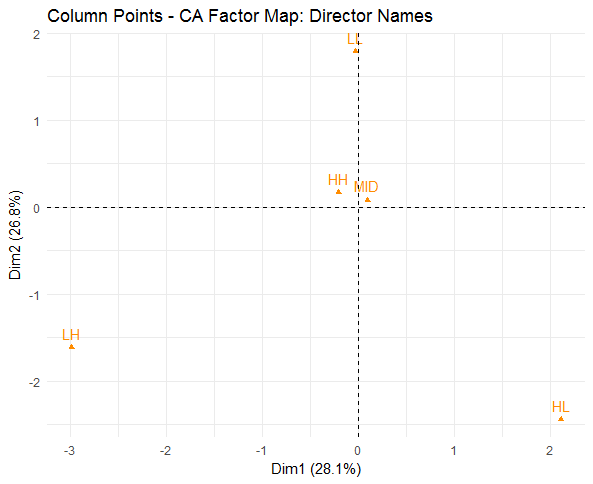 Column Points - CA Factor Map: Director Names
2
LL
1
HH
MID
0
-1
LH
-2
HL
Dim2 (26.8%)
-3
-2
-1
0
1
2
Dim1 (28.1%)